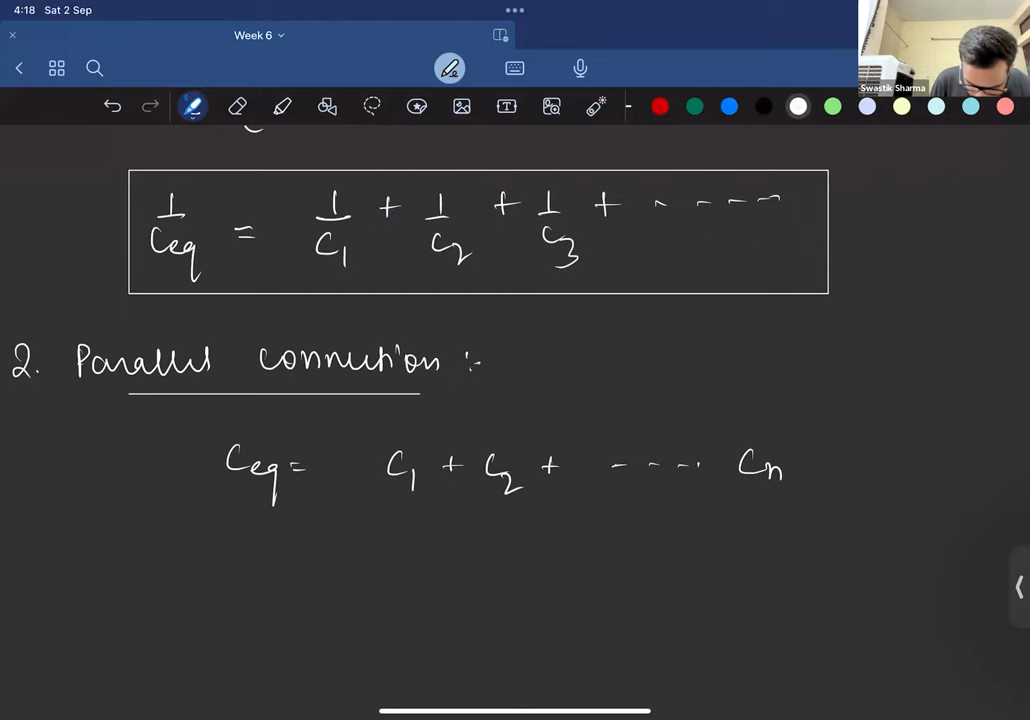 4:18 Sat 2 Sep
Week 6
Swastik Sharma
1/Ceq = 1/C1 + 1/C2 + 1/C3 + - - - - -
2. Parallel connection :-
Ceq = C1 + C2 + - - - - Cn